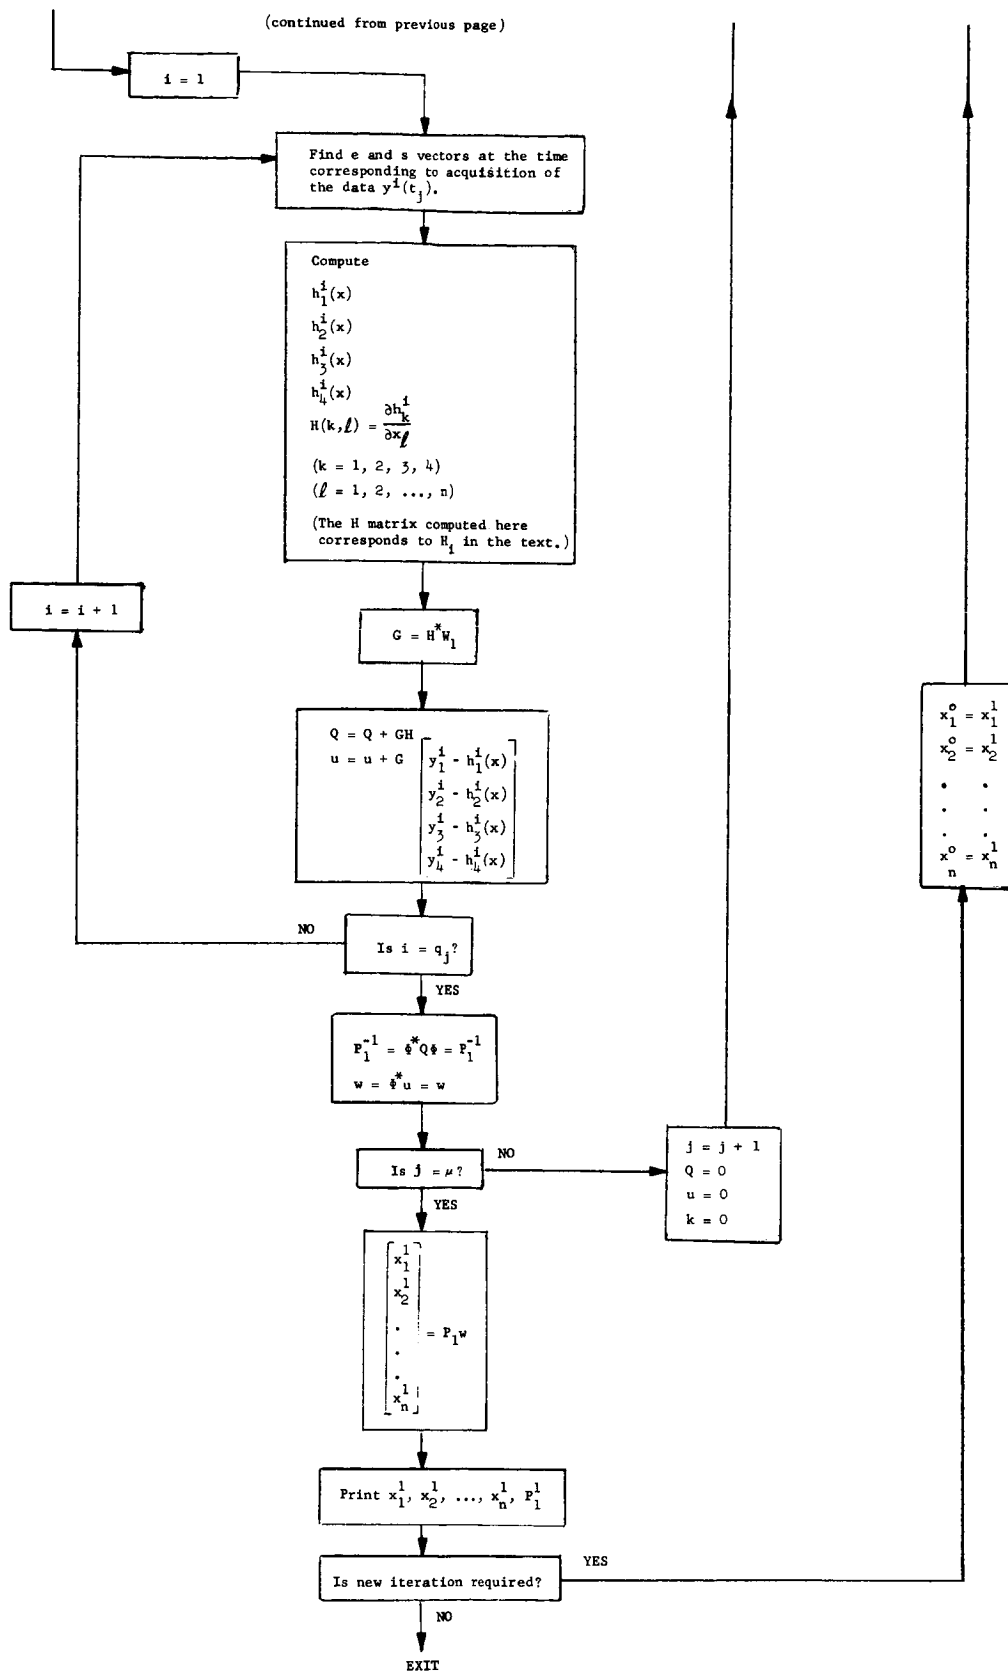 (continued from previous page)
i = 1
Find e and s vectors at the time
corresponding to acquisition of
the data y^i(t_j).
Compute
h_1^i(x)
h_2^i(x)
h_3^i(x)
h_4^i(x)
H(k,ℓ) = ∂h_k^i / ∂x_ℓ
(k = 1, 2, 3, 4)
(ℓ = 1, 2, ..., n)
(The H matrix computed here
corresponds to H_i in the text.)
i = i + 1
G = H^*W_1
Q = Q + GH
u = u + G [y_1^i - h_1^i(x)
y_2^i - h_2^i(x)
y_3^i - h_3^i(x)
y_4^i - h_4^i(x)]
x_1^o = x_1^1
x_2^o = x_2^1
. .
. .
. .
x_n^o = x_n^1
NO
Is i = q_j?
YES
P_1^{-1} = Φ^*QΦ = P_1^{-1}
w = Φ^*u = w
Is j = μ?
NO
YES
j = j + 1
Q = 0
u = 0
k = 0
[x_1^1
x_2^1
.
. = P_1w
.
x_n^1]
Print x_1^1, x_2^1, ..., x_n^1, P_1^1
Is new iteration required?
YES
NO
EXIT